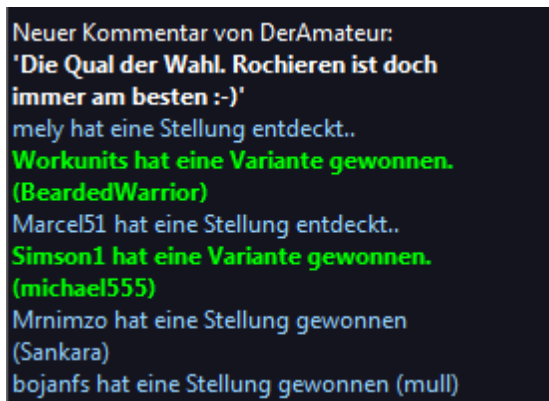 Neuer Kommentar von DerAmateur:
'Die Qual der Wahl. Rochieren ist doch
immer am besten :-)'
mely hat eine Stellung entdeckt..
Workunits hat eine Variante gewonnen.
(BeardedWarrior)
Marcel51 hat eine Stellung entdeckt..
Simson1 hat eine Variante gewonnen.
(michael555)
Mrnimzo hat eine Stellung gewonnen
(Sankara)
bojanfs hat eine Stellung gewonnen (mull)